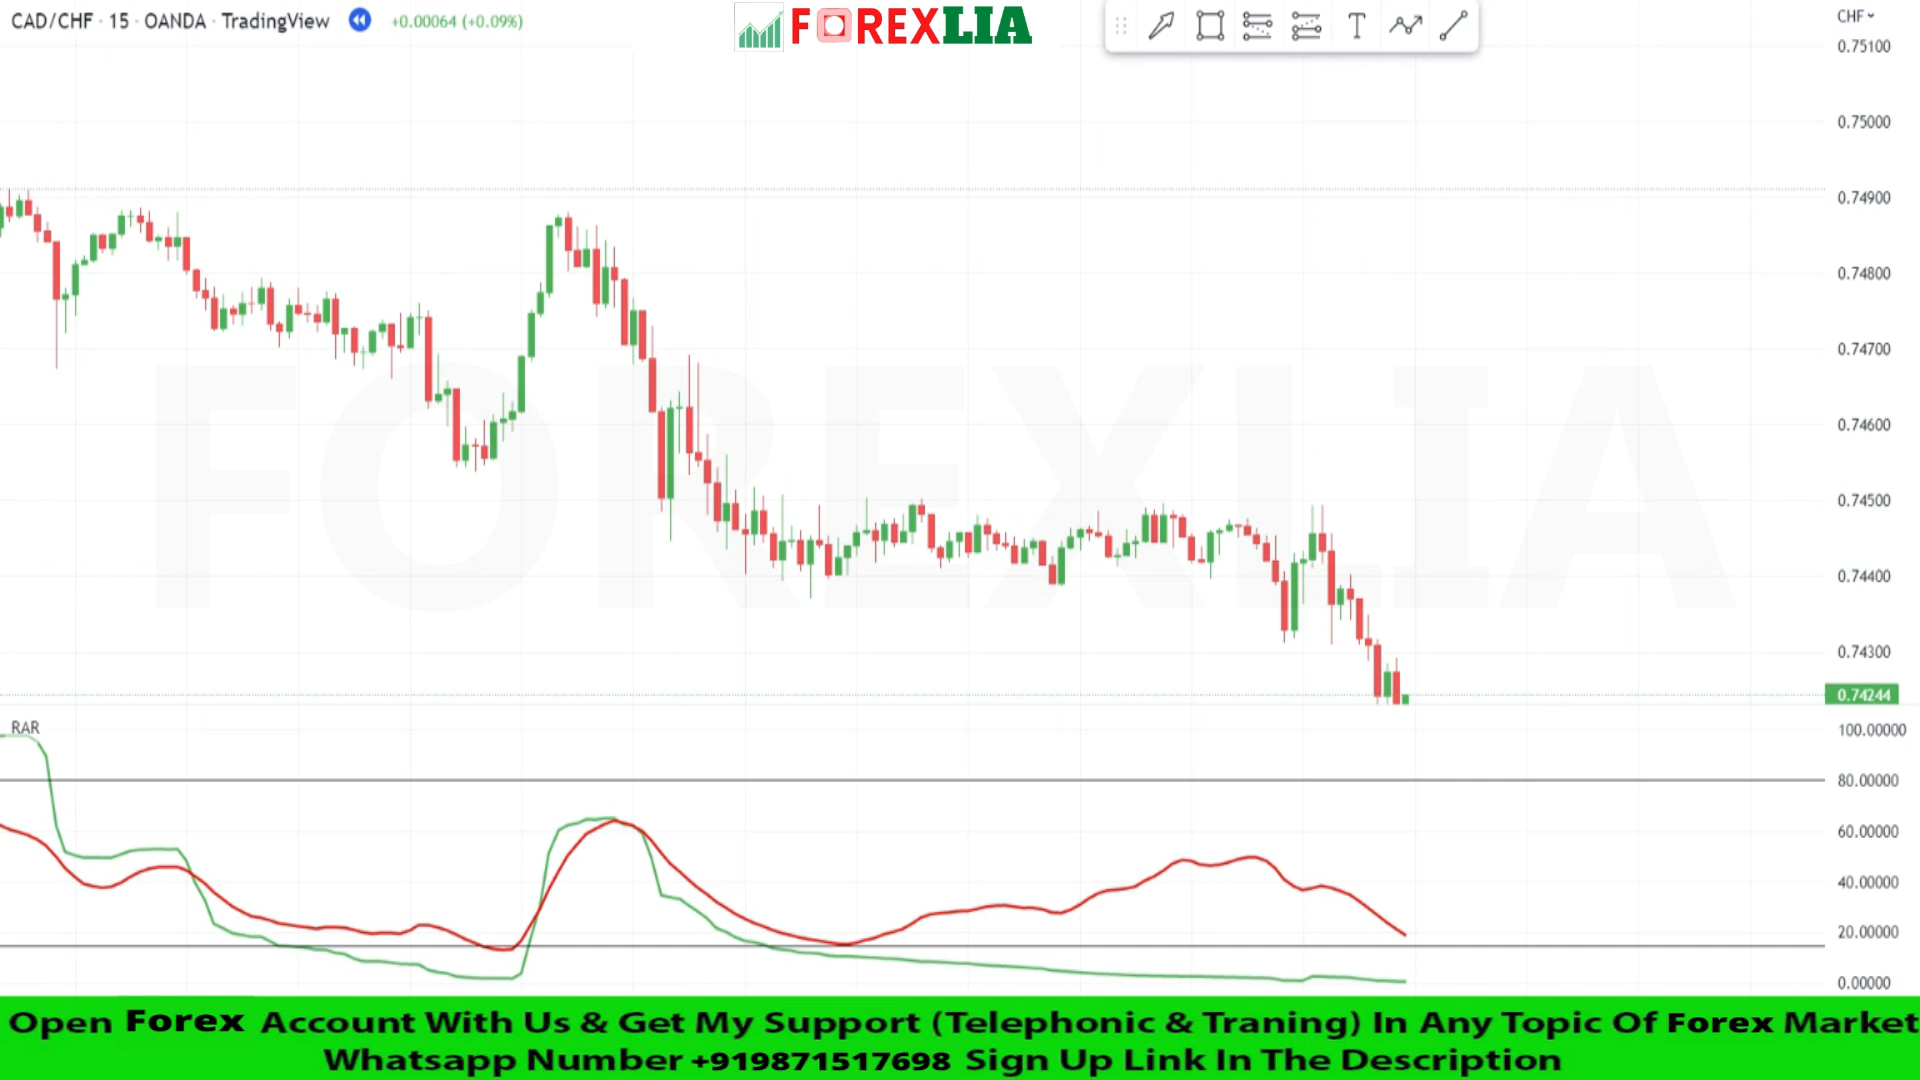 CAD/CHF · 15 · OANDA · TradingView
+0.00064 (+0.09%)
FOREXLIA
T
CHF
0.75100
0.75000
0.74900
0.74800
0.74700
0.74600
0.74500
0.74400
0.74300
0.74244
FOREXLIA
RAR
100.00000
80.00000
60.00000
40.00000
20.00000
0.00000
Open Forex Account With Us & Get My Support (Telephonic & Traning) In Any Topic Of Forex Market
Whatsapp Number +919871517698 Sign Up Link In The Description